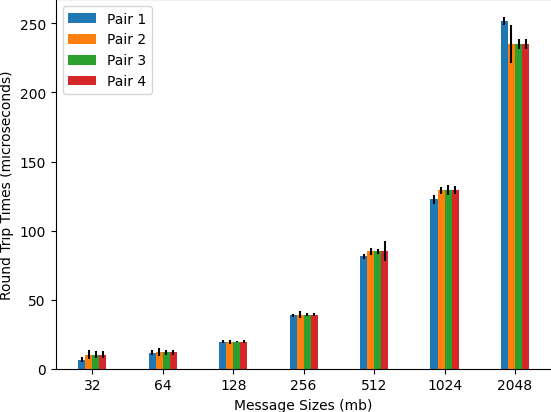 Pair 1
Pair 2
Pair 3
Pair 4
Round Trip Times (microseconds)
250
200
150
100
50
0
32 64 128 256 512 1024 2048
Message Sizes (mb)